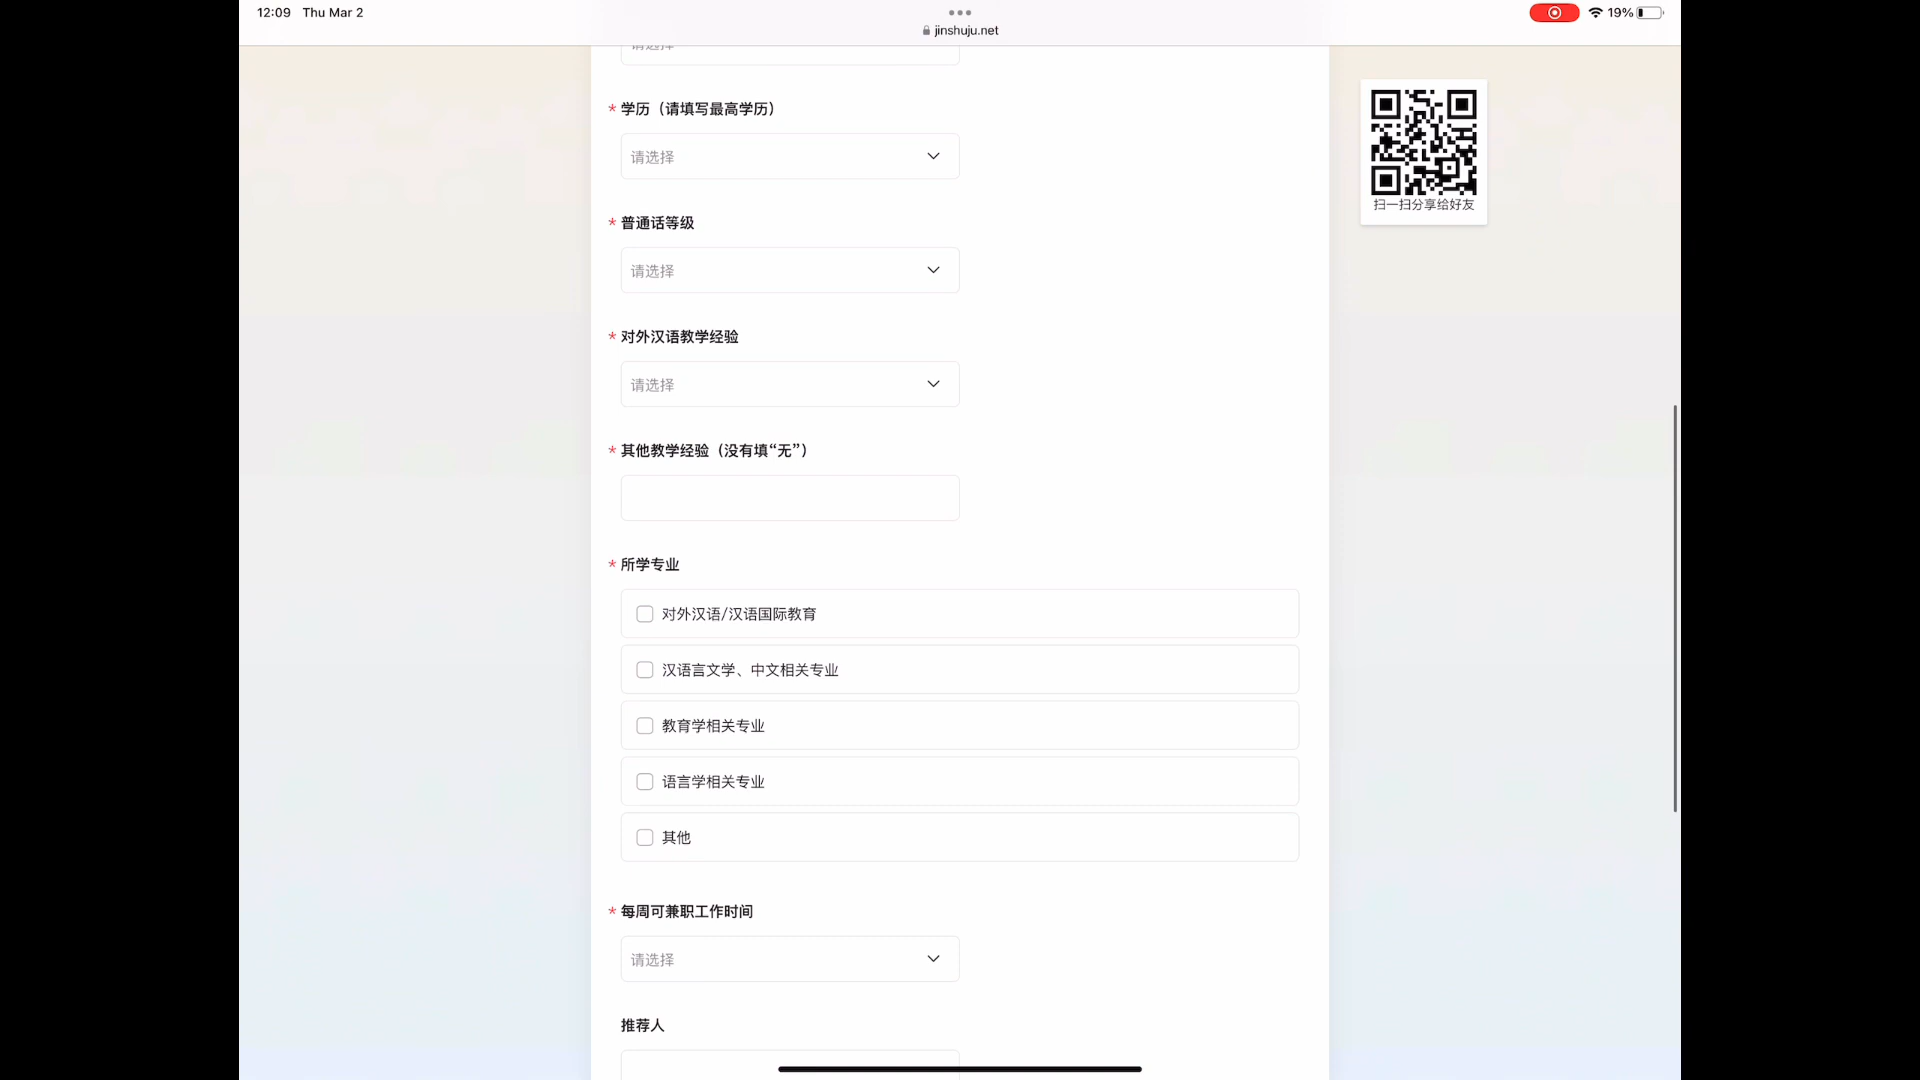 12:09 Thu Mar 2
19%
jinshuju.net
请选择
* 学历（请填写最高学历）
请选择
* 普通话等级
请选择
* 对外汉语教学经验
请选择
* 其他教学经验（没有填“无”）
* 所学专业
对外汉语/汉语国际教育
汉语言文学、中文相关专业
教育学相关专业
语言学相关专业
其他
* 每周可兼职工作时间
请选择
推荐人
扫一扫分享给好友